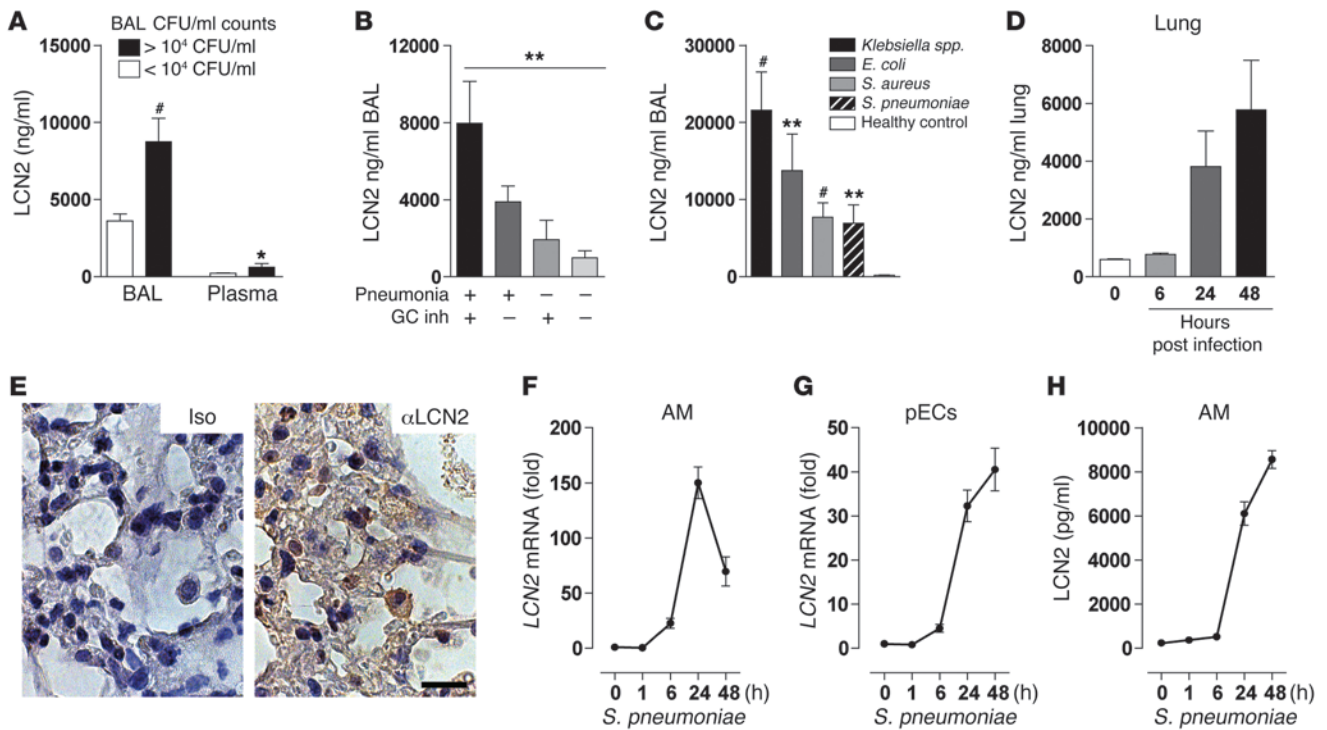 A
BAL CFU/ml counts
> 10⁴ CFU/ml
< 10⁴ CFU/ml
LCN2 (ng/ml)
15000
10000
5000
0
#
*
BAL Plasma
B
LCN2 ng/ml BAL
12000
8000
4000
0
**
Pneumonia + + – –
GC inh + – + –
C
LCN2 ng/ml BAL
30000
20000
10000
0
#
**
#
**
Klebsiella spp.
E. coli
S. aureus
S. pneumoniae
Healthy control
D
Lung
LCN2 ng/ml lung
8000
6000
4000
2000
0
0 6 24 48
Hours
post infection
E
Iso
αLCN2
F
AM
LCN2 mRNA (fold)
200
150
100
50
0
0 1 6 24 48 (h)
S. pneumoniae
G
pECs
LCN2 mRNA (fold)
50
40
30
20
10
0
0 1 6 24 48 (h)
S. pneumoniae
H
AM
LCN2 (pg/ml)
10000
8000
6000
4000
2000
0
0 1 6 24 48 (h)
S. pneumoniae